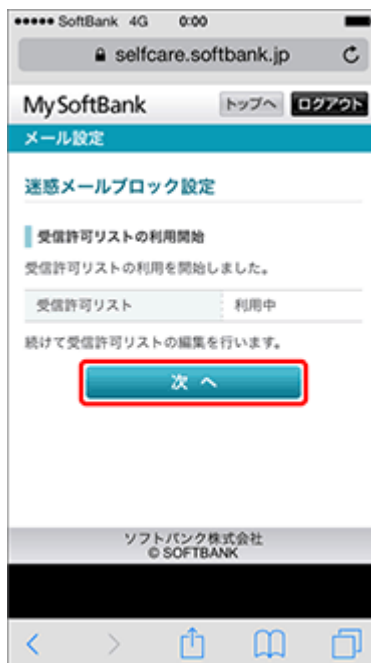 SoftBank 4G 0:00
selfcare.softbank.jp
My SoftBank トップへ ログアウト
メール設定
迷惑メールブロック設定
受信許可リストの利用開始
受信許可リストの利用を開始しました。
受信許可リスト 利用中
続けて受信許可リストの編集を行います。
次 へ
ソフトバンク株式会社
© SOFTBANK